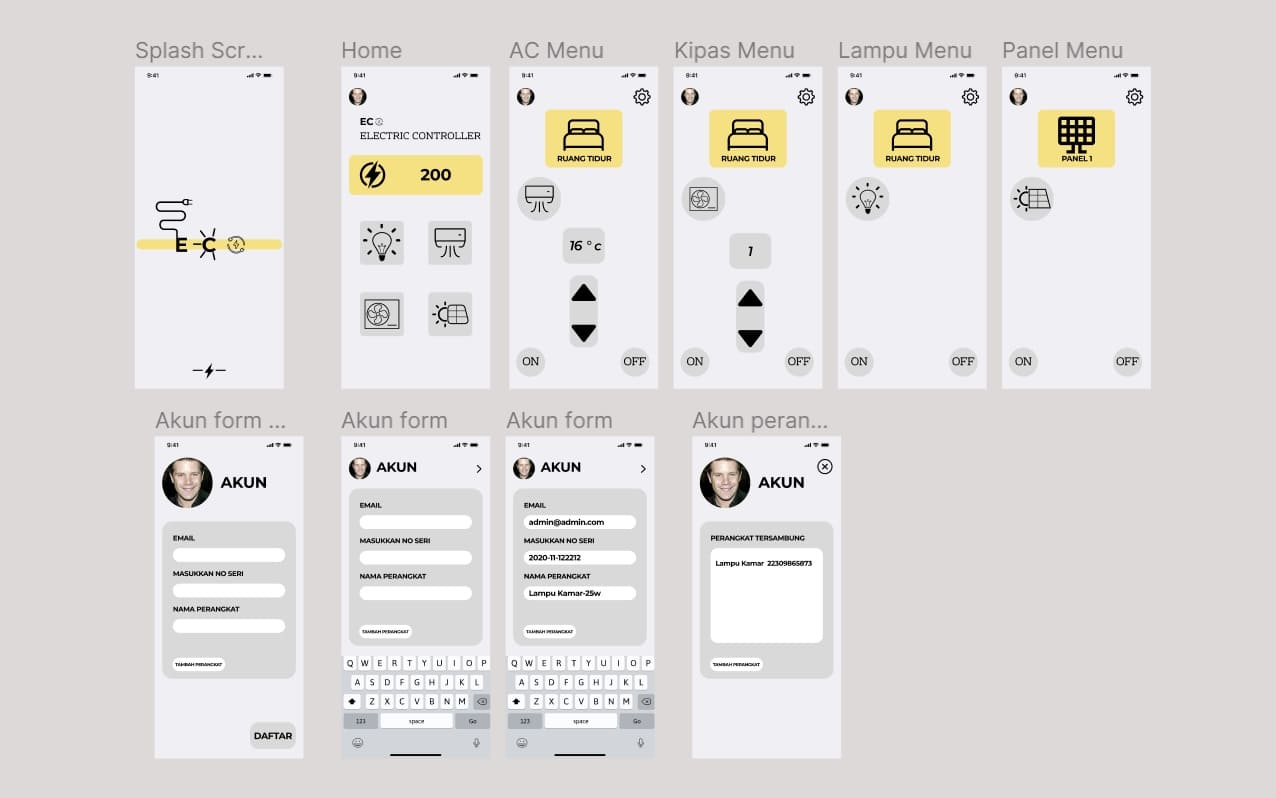 Splash Scr...
9:41
E-C
Home
9:41
EC
ELECTRIC CONTROLLER
200
AC Menu
9:41
RUANG TIDUR
16 ° c
ON
OFF
Kipas Menu
9:41
RUANG TIDUR
1
ON
OFF
Lampu Menu
9:41
RUANG TIDUR
ON
OFF
Panel Menu
9:41
PANEL 1
ON
OFF
Akun form ...
9:41
AKUN
EMAIL
MASUKKAN NO SERI
NAMA PERANGKAT
TAMBAH PERANGKAT
DAFTAR
Akun form
9:41
AKUN
EMAIL
MASUKKAN NO SERI
NAMA PERANGKAT
TAMBAH PERANGKAT
Q W E R T Y U I O P
A S D F G H J K L
Z X C V B N M
123 space Go
Akun form
9:41
AKUN
EMAIL
admin@admin.com
MASUKKAN NO SERI
2020-11-122212
NAMA PERANGKAT
Lampu Kamar-25w
TAMBAH PERANGKAT
Q W E R T Y U I O P
A S D F G H J K L
Z X C V B N M
123 space Go
Akun peran...
9:41
AKUN
PERANGKAT TERSAMBUNG
Lampu Kamar 22309865873
TAMBAH PERANGKAT